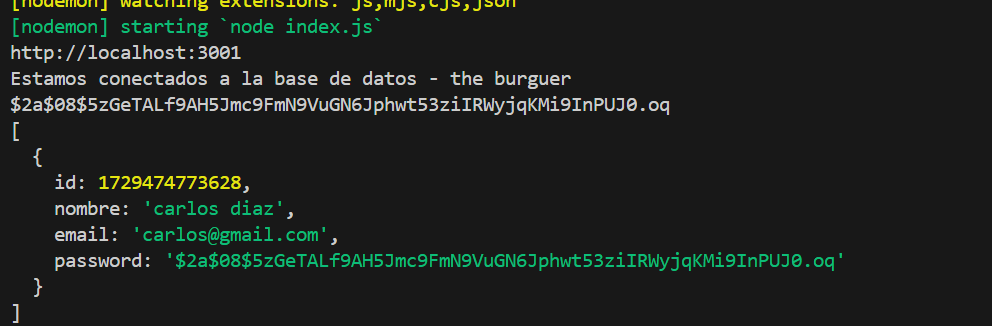 [nodemon] watching extensions: js,mjs,cjs,json
[nodemon] starting `node index.js`
http://localhost:3001
Estamos conectados a la base de datos - the burguer
$2a$08$5zGeTALf9AH5Jmc9FmN9VuGN6Jphwt53ziIRWyjqKMi9InPUJ0.oq
[
  {
    id: 1729474773628,
    nombre: 'carlos diaz',
    email: 'carlos@gmail.com',
    password: '$2a$08$5zGeTALf9AH5Jmc9FmN9VuGN6Jphwt53ziIRWyjqKMi9InPUJ0.oq'
  }
]